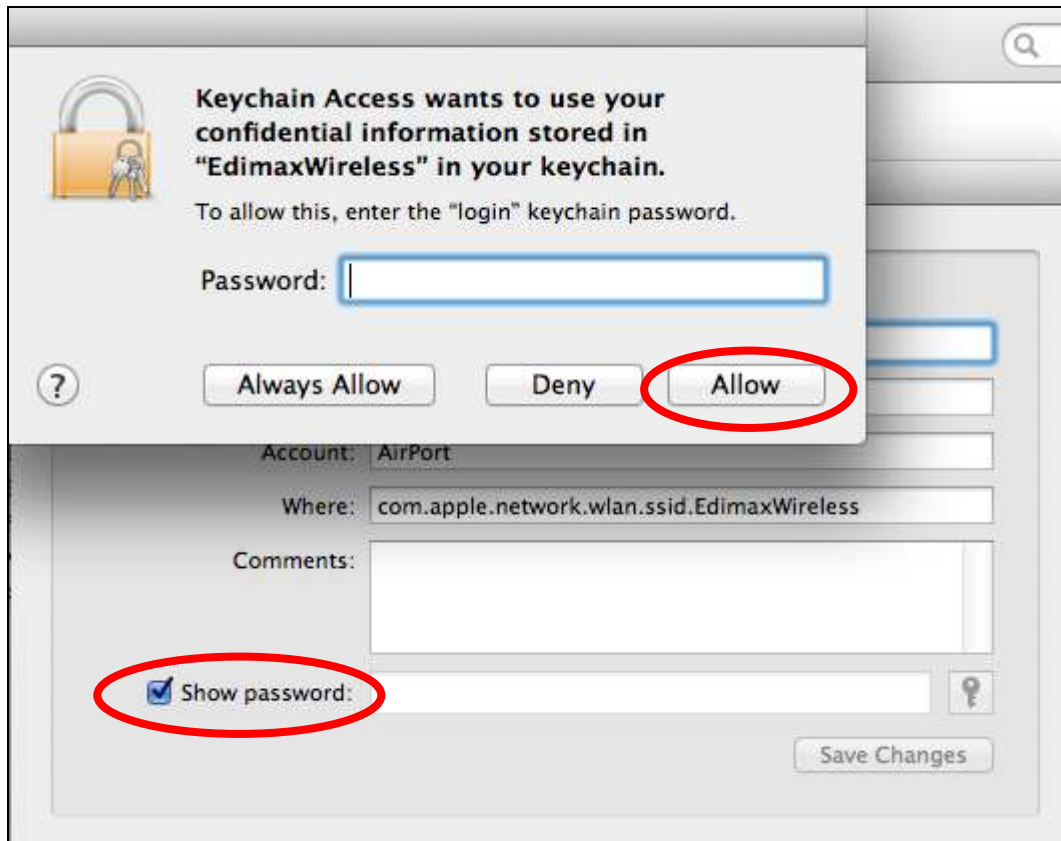 Keychain Access wants to use your
confidential information stored in
“EdimaxWireless” in your keychain.
To allow this, enter the “login” keychain password.
Password:
?
Always Allow
Deny
Allow
Account: AirPort
Where: com.apple.network.wlan.ssid.EdimaxWireless
Comments:
Show password:
Save Changes